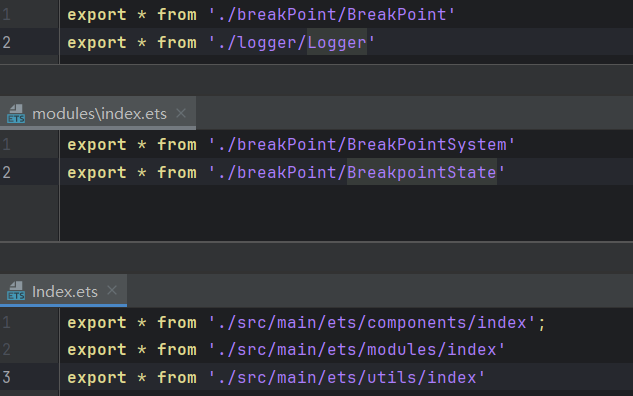 1 export * from './breakPoint/BreakPoint'
2 export * from './logger/Logger'
ETS modules\index.ets ×
1 export * from './breakPoint/BreakPointSystem'
2 export * from './breakPoint/BreakpointState'
ETS Index.ets ×
1 export * from './src/main/ets/components/index';
2 export * from './src/main/ets/modules/index'
3 export * from './src/main/ets/utils/index'